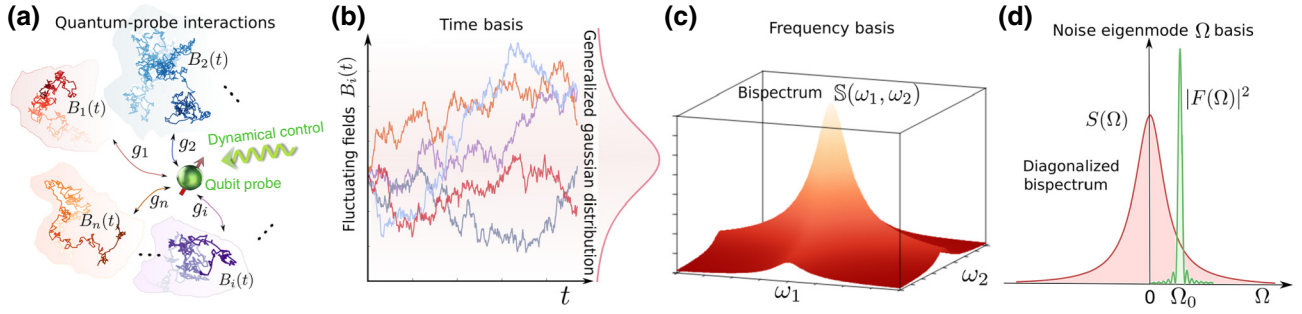 (a)
Quantum-probe interactions
B₁(t)
B₂(t)
g₁
g₂
Dynamical control
Qubit probe
gₙ
gᵢ
Bₙ(t)
Bᵢ(t)
(b)
Time basis
Fluctuating fields Bᵢ(t)
t
Generalized gaussian distribution
(c)
Frequency basis
Bispectrum 𝕊(ω₁, ω₂)
ω₁
ω₂
(d)
Noise eigenmode Ω basis
S(Ω)
|F(Ω)|²
Diagonalized
bispectrum
0
Ω₀
Ω